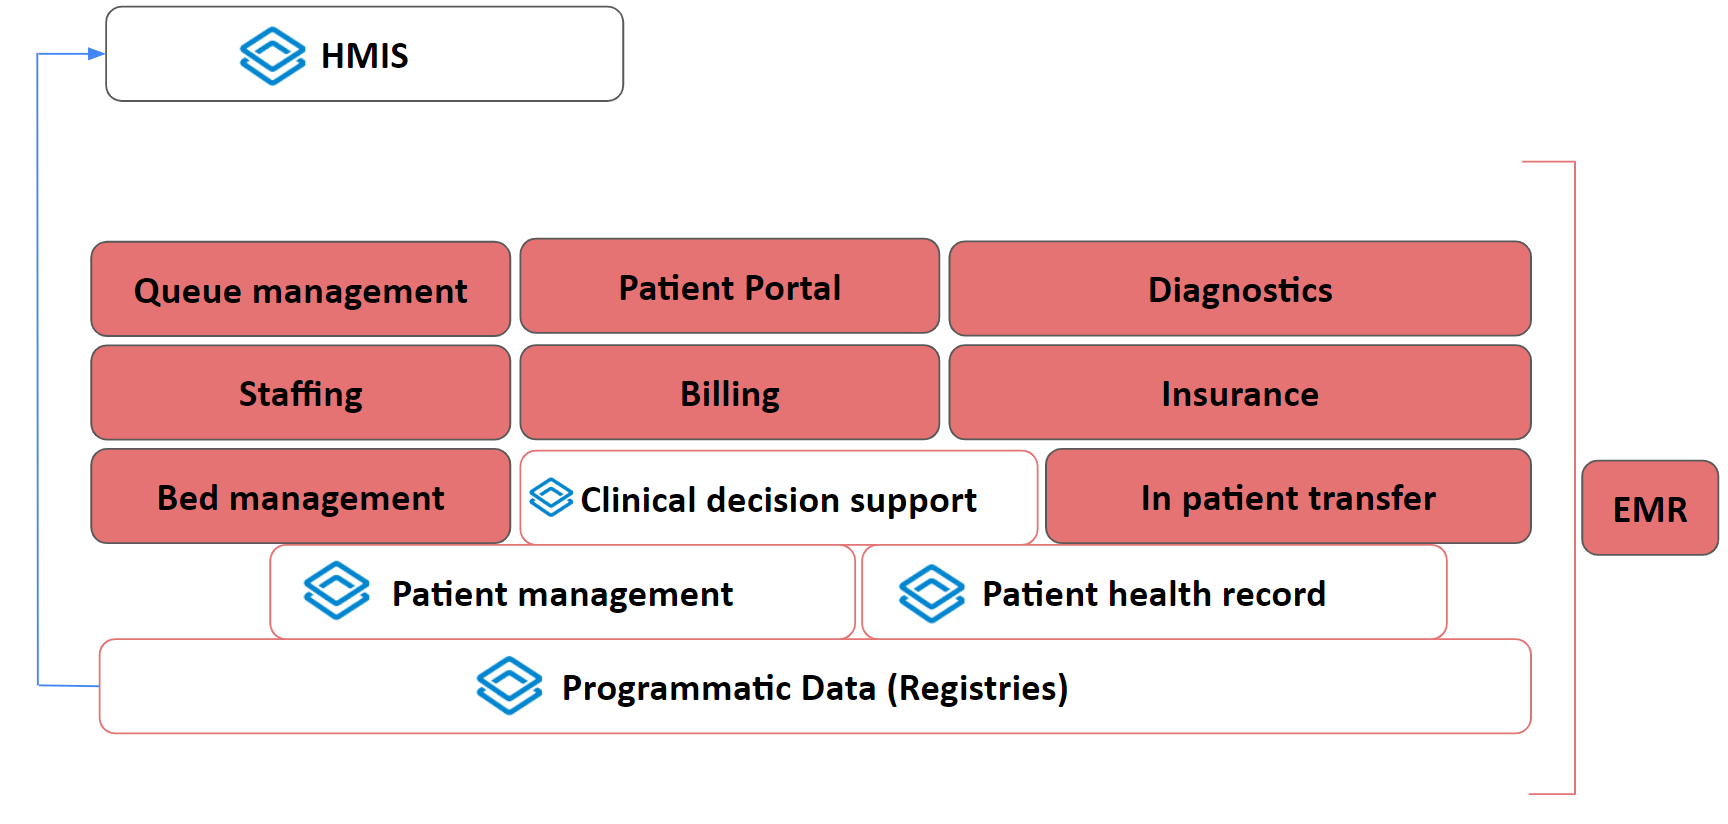 HMIS
Queue management
Patient Portal
Diagnostics
Staffing
Billing
Insurance
Bed management
Clinical decision support
In patient transfer
EMR
Patient management
Patient health record
Programmatic Data (Registries)